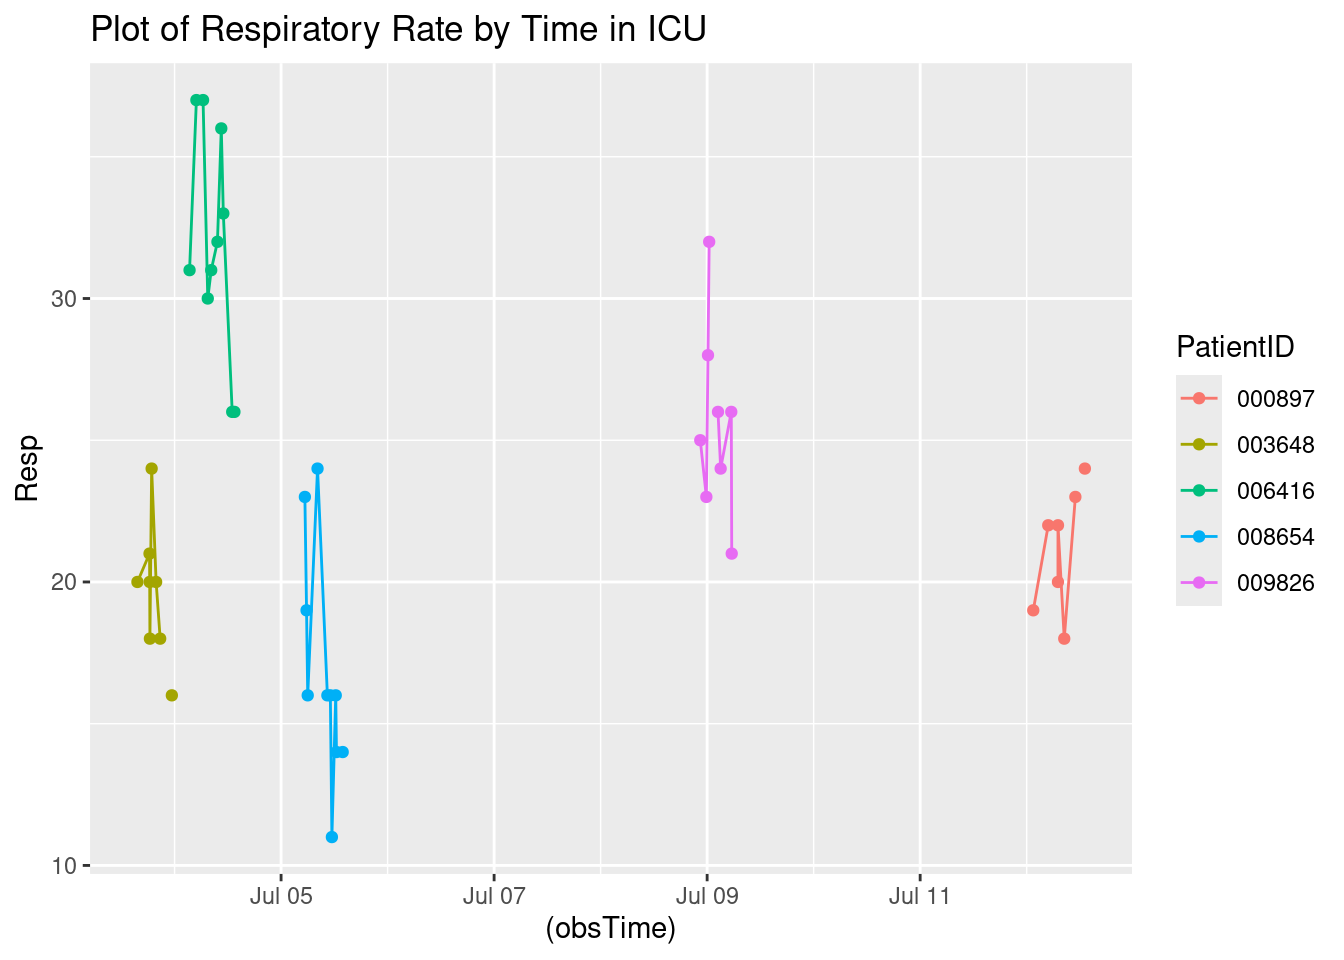 Plot of Respiratory Rate by Time in ICU
Resp
30
20
10
Jul 05
Jul 07
Jul 09
Jul 11
(obsTime)
PatientID
000897
003648
006416
008654
009826